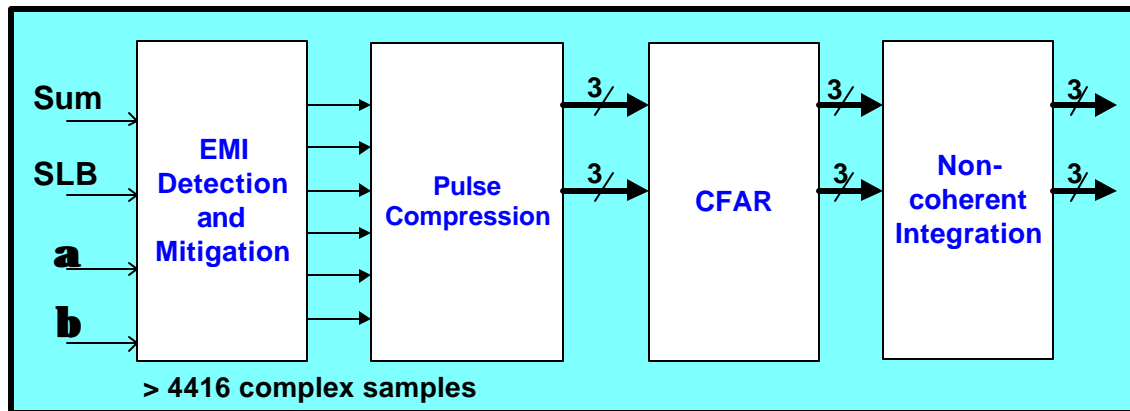 Sum
SLB
a
b
EMI
Detection
and
Mitigation
Pulse
Compression
3/
3/
CFAR
3/
3/
Non-
coherent
Integration
3/
3/
> 4416 complex samples